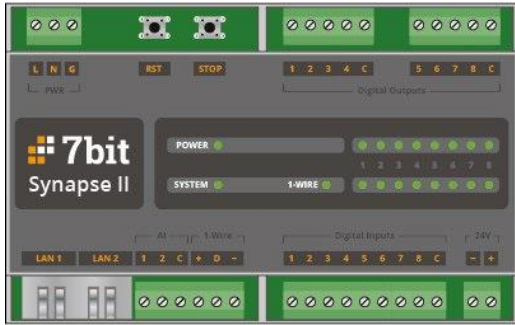 L N G RST STOP 1 2 3 4 C 5 6 7 8 C
PWR Digital Outputs
7bit
Synapse II
POWER
1 2 3 4 5 6 7 8
SYSTEM 1-WIRE
AI 1-Wire Digital Inputs 24V
LAN 1 LAN 2 1 2 C + D - 1 2 3 4 5 6 7 8 C - +